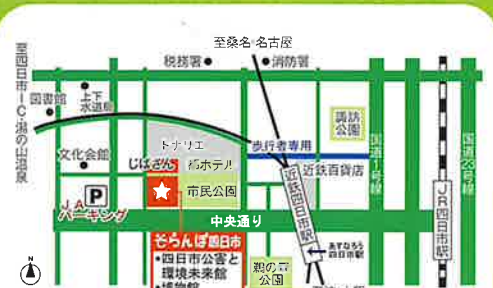 至桑名・名古屋
税務署
消防署
至四日市IC・湯の山温泉
図書館
上下
水道局
諏訪
公園
国道1号線
国道23号線
トナリエ
歩行者専用
文化会館
じばさん
都ホテル
近鉄百貨店
市民公園
P
JA
パーキング
近鉄四日市駅
JR四日市駅
中央通り
あすなろう
四日市駅
そらんぽ四日市
・四日市公害と
環境未来館
・博物館
鵜の森
公園
N